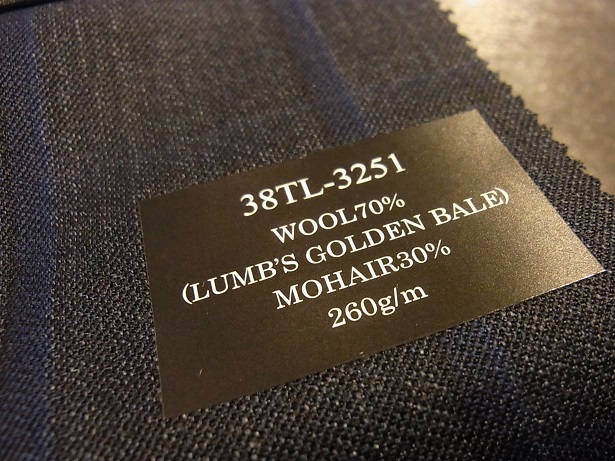 38TL-3251
WOOL70%
(LUMB'S GOLDEN BALE)
MOHAIR30%
260g/m